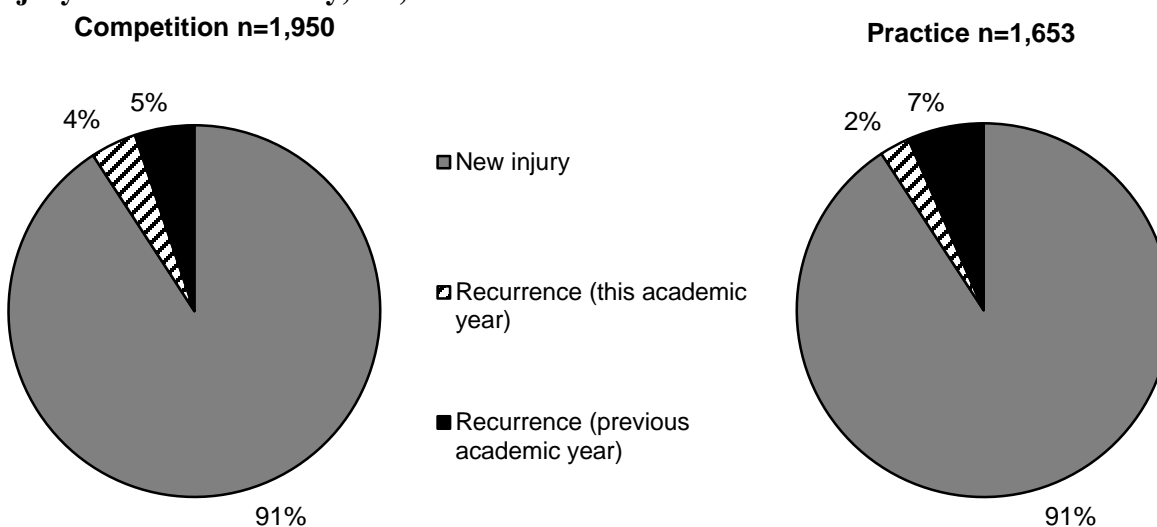 Competition n=1,950
Practice n=1,653
4%
5%
91%
New injury
Recurrence (this academic
year)
Recurrence (previous
academic year)
2%
7%
91%